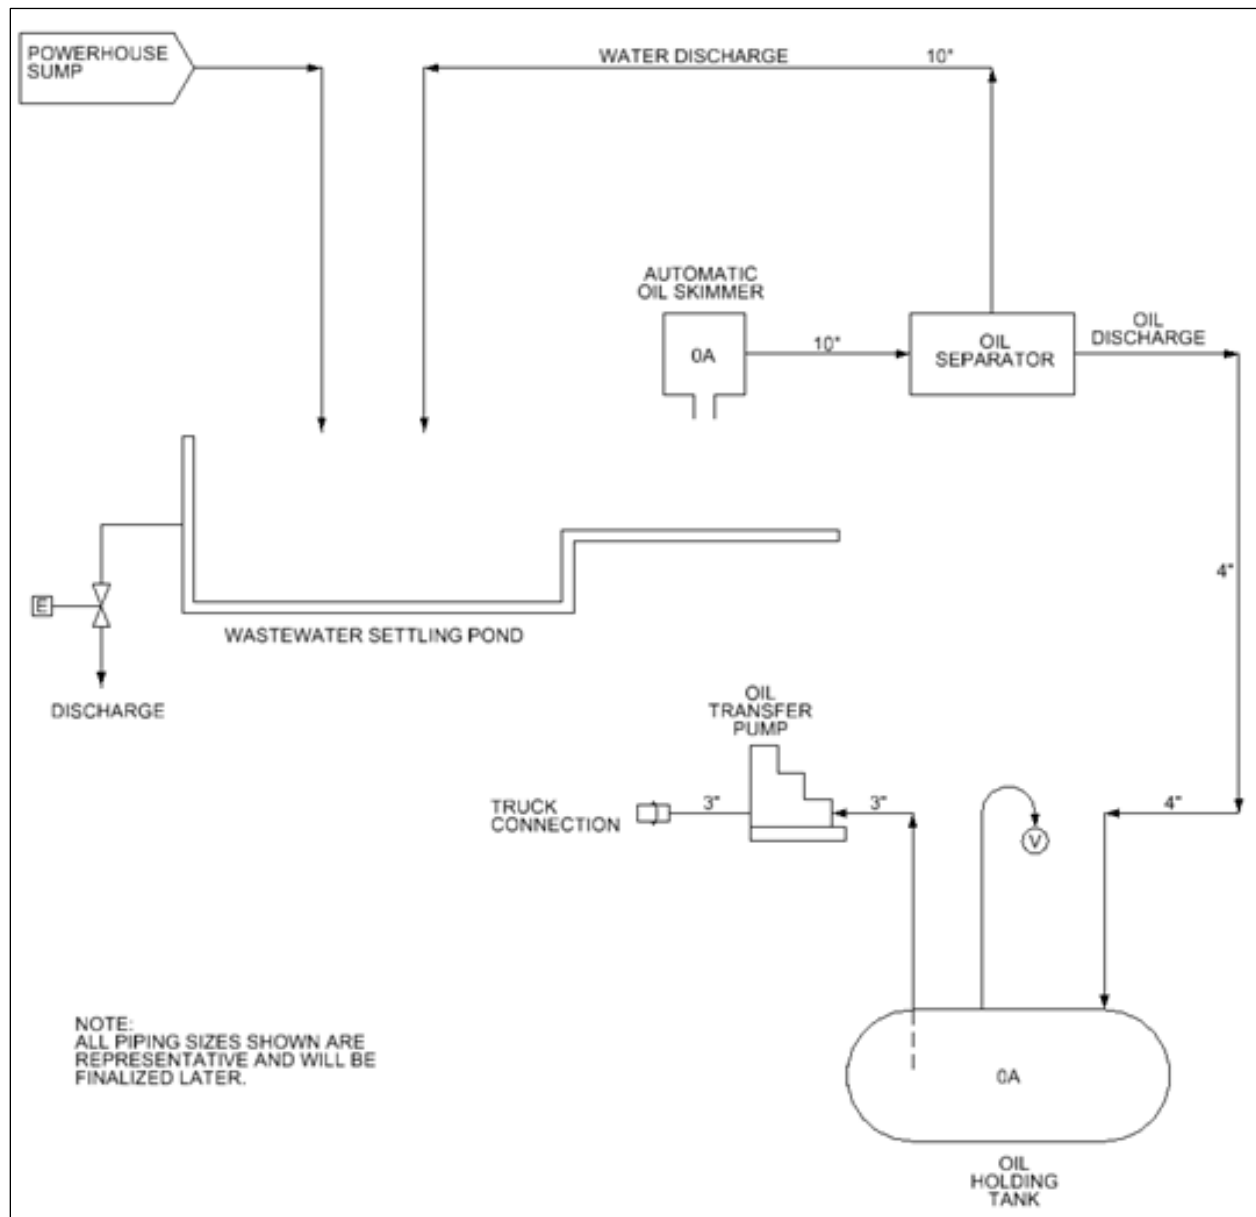 POWERHOUSE
SUMP
WATER DISCHARGE
10"
AUTOMATIC
OIL SKIMMER
0A
10"
OIL
SEPARATOR
OIL
DISCHARGE
4"
E
WASTEWATER SETTLING POND
DISCHARGE
OIL
TRANSFER
PUMP
TRUCK
CONNECTION
3"
3"
4"
V
NOTE:
ALL PIPING SIZES SHOWN ARE
REPRESENTATIVE AND WILL BE
FINALIZED LATER.
0A
OIL
HOLDING
TANK